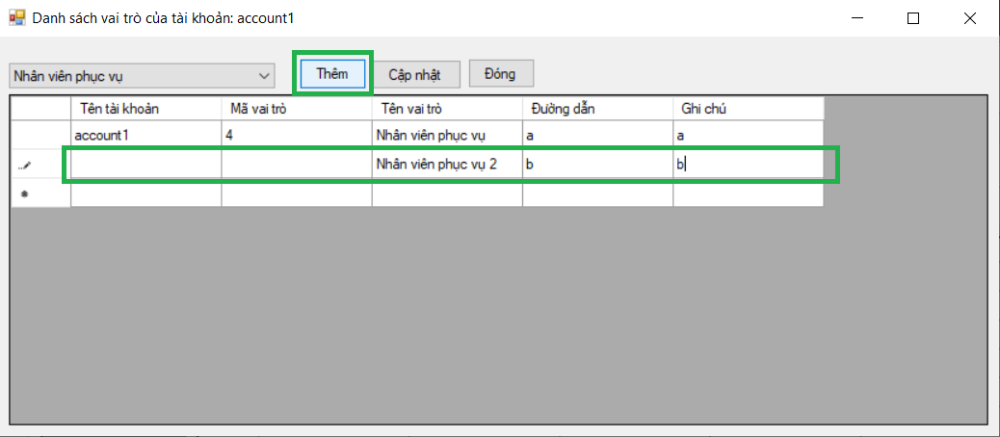 Danh sách vai trò của tài khoản: account1
Nhân viên phục vụ Thêm Cập nhật Đóng
Tên tài khoản Mã vai trò Tên vai trò Đường dẫn Ghi chú
account1 4 Nhân viên phục vụ a a
Nhân viên phục vụ 2 b b